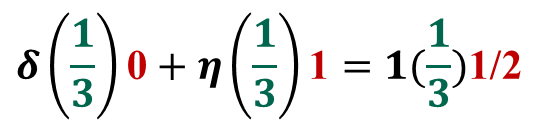 δ(1/3)0 + η(1/3)1 = 1(1/3)1/2